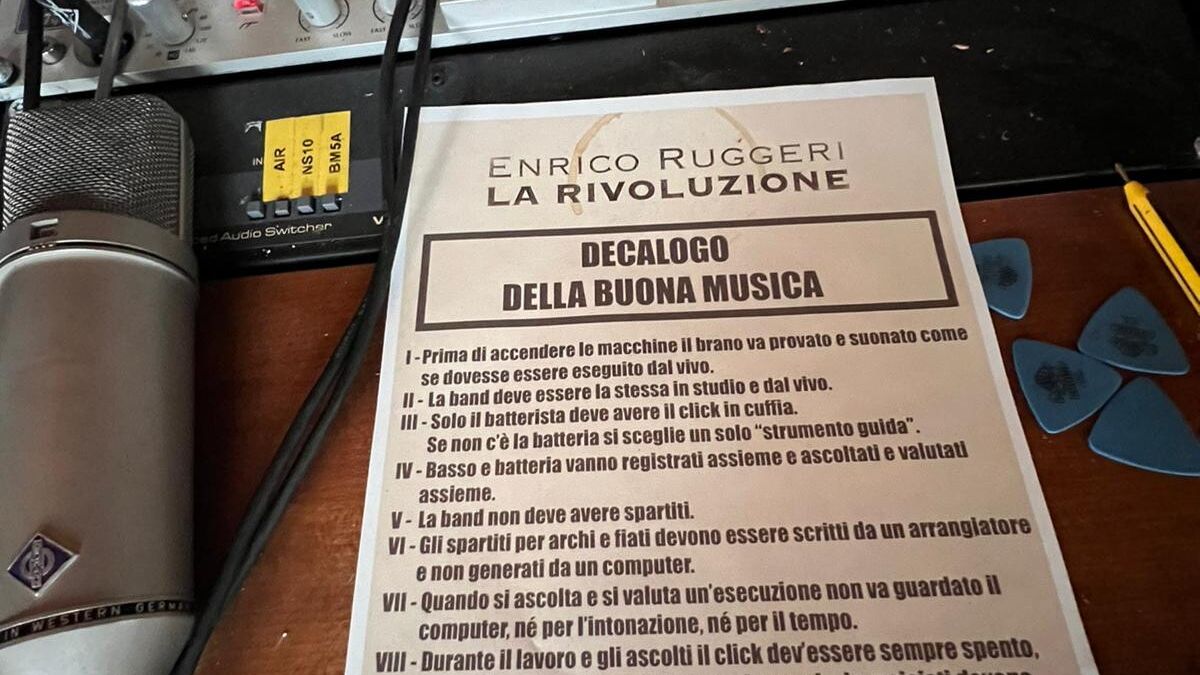 FAST
SLOW
FAST
AIR
NS10
BM5A
IN
Audio Switcher
V
ENRICO RUGGERI
LA RIVOLUZIONE
DECALOGO
DELLA BUONA MUSICA
I - Prima di accendere le macchine il brano va provato e suonato come
se dovesse essere eseguito dal vivo.
II - La band deve essere la stessa in studio e dal vivo.
III - Solo il batterista deve avere il click in cuffia.
Se non c'è la batteria si sceglie un solo “strumento guida”.
IV - Basso e batteria vanno registrati assieme e ascoltati e valutati
assieme.
V - La band non deve avere spartiti.
VI - Gli spartiti per archi e fiati devono essere scritti da un arrangiatore
e non generati da un computer.
VII - Quando si ascolta e si valuta un'esecuzione non va guardato il
computer, né per l'intonazione, né per il tempo.
VIII - Durante il lavoro e gli ascolti il click dev'essere sempre spento,
IN WESTERN GERMA